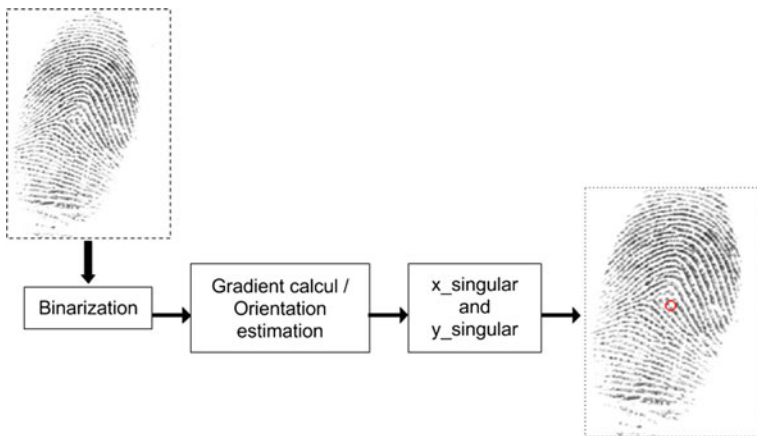 Binarization
Gradient calcul /
Orientation
estimation
x_singular
and
y_singular